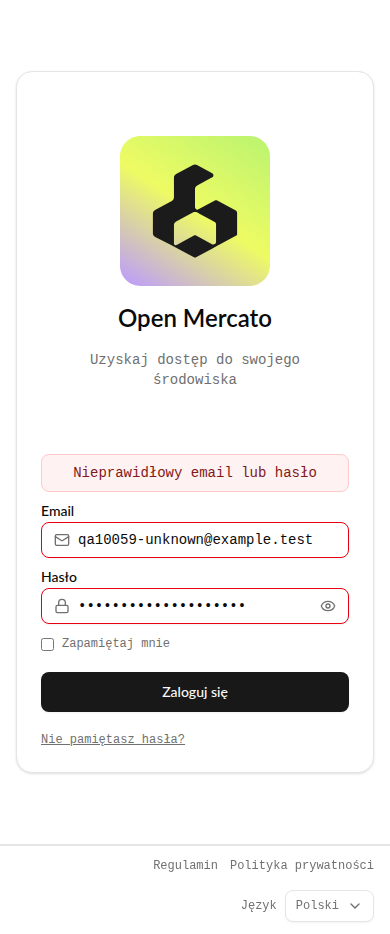 Open Mercato
Uzyskaj dostęp do swojego
środowiska
Nieprawidłowy email lub hasło
Email
qa10059-unknown@example.test
Hasło
••••••••••••••••••••
Zapamiętaj mnie
Zaloguj się
Nie pamiętasz hasła?
Regulamin Polityka prywatności
Język Polski